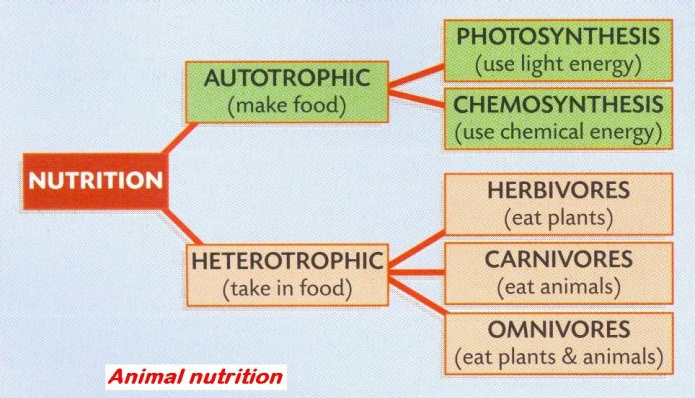 NUTRITION
AUTOTROPHIC
(make food)
PHOTOSYNTHESIS
(use light energy)
CHEMOSYNTHESIS
(use chemical energy)
HETEROTROPHIC
(take in food)
HERBIVORES
(eat plants)
CARNIVORES
(eat animals)
OMNIVORES
(eat plants & animals)
Animal nutrition